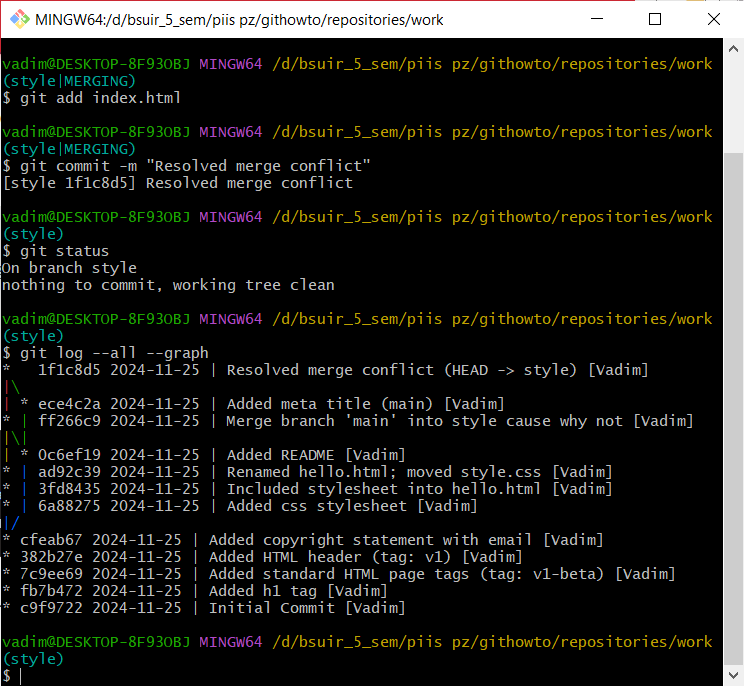 MINGW64:/d/bsuir_5_sem/piis pz/githowto/repositories/work
vadim@DESKTOP-8F93OBJ MINGW64 /d/bsuir_5_sem/piis pz/githowto/repositories/work
(style|MERGING)
$ git add index.html
vadim@DESKTOP-8F93OBJ MINGW64 /d/bsuir_5_sem/piis pz/githowto/repositories/work
(style|MERGING)
$ git commit -m "Resolved merge conflict"
[style 1f1c8d5] Resolved merge conflict
vadim@DESKTOP-8F93OBJ MINGW64 /d/bsuir_5_sem/piis pz/githowto/repositories/work
(style)
$ git status
On branch style
nothing to commit, working tree clean
vadim@DESKTOP-8F93OBJ MINGW64 /d/bsuir_5_sem/piis pz/githowto/repositories/work
(style)
$ git log --all --graph
*   1f1c8d5 2024-11-25 | Resolved merge conflict (HEAD -> style) [Vadim]
|\
| * ece4c2a 2024-11-25 | Added meta title (main) [Vadim]
* | ff266c9 2024-11-25 | Merge branch 'main' into style cause why not [Vadim]
|\|
| * 0c6ef19 2024-11-25 | Added README [Vadim]
* | ad92c39 2024-11-25 | Renamed hello.html; moved style.css [Vadim]
* | 3fd8435 2024-11-25 | Included stylesheet into hello.html [Vadim]
* | 6a88275 2024-11-25 | Added css stylesheet [Vadim]
|/
* cfeab67 2024-11-25 | Added copyright statement with email [Vadim]
* 382b27e 2024-11-25 | Added HTML header (tag: v1) [Vadim]
* 7c9ee69 2024-11-25 | Added standard HTML page tags (tag: v1-beta) [Vadim]
* fb7b472 2024-11-25 | Added h1 tag [Vadim]
* c9f9722 2024-11-25 | Initial Commit [Vadim]
vadim@DESKTOP-8F93OBJ MINGW64 /d/bsuir_5_sem/piis pz/githowto/repositories/work
(style)
$